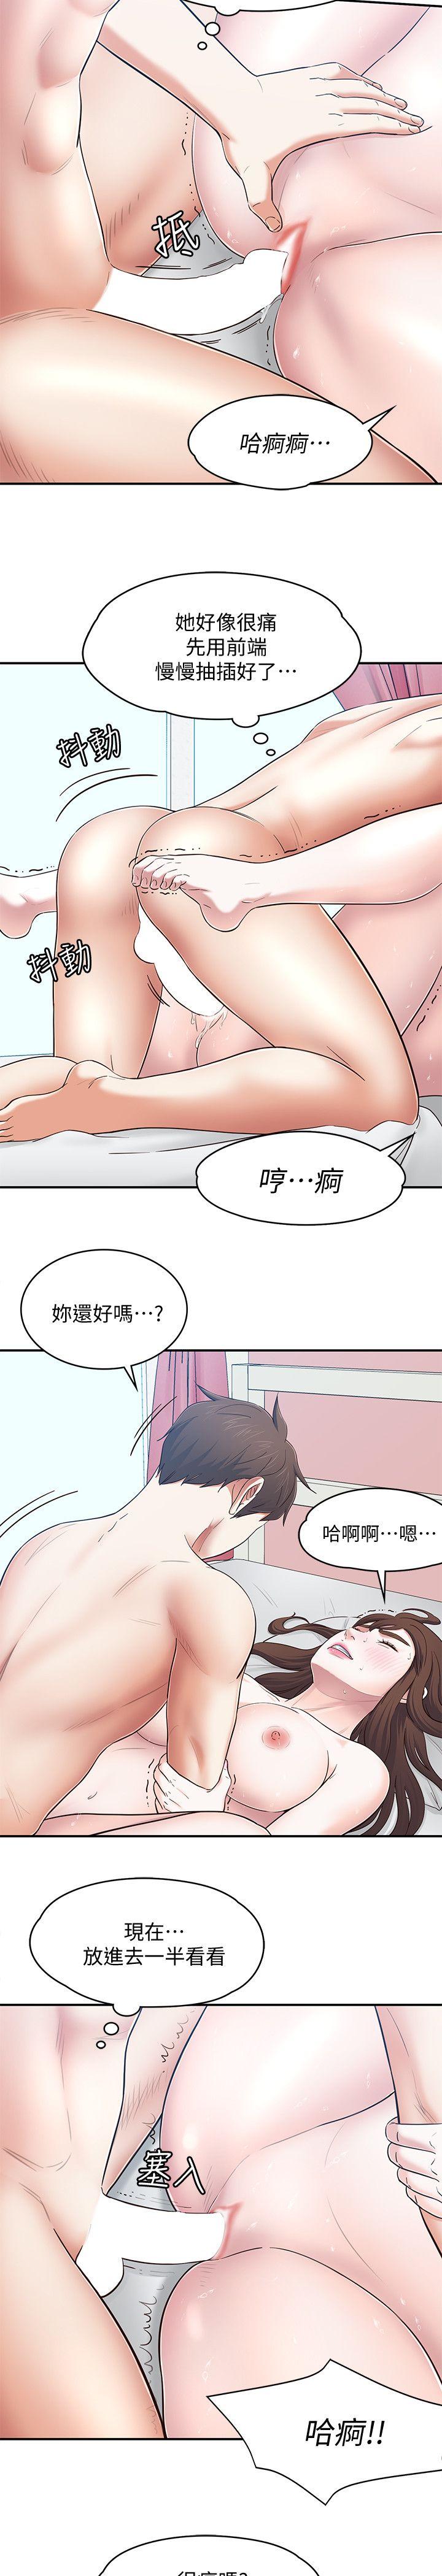 抵
哈痾痾…
她好像很痛
先用前端
慢慢抽插好了…
抖動
抖動
哼…痾
妳還好嗎…?
哈啊啊…嗯…
現在…
放進去一半看看
塞入
哈痾!!